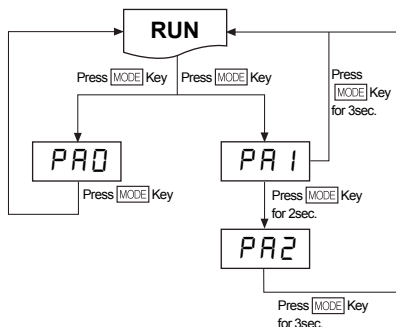 RUN
Press MODE Key
Press MODE Key
Press
MODE Key
for 3sec.
PA0
PA1
Press MODE Key
Press MODE Key
for 2sec.
PA2
Press MODE Key
for 3sec.